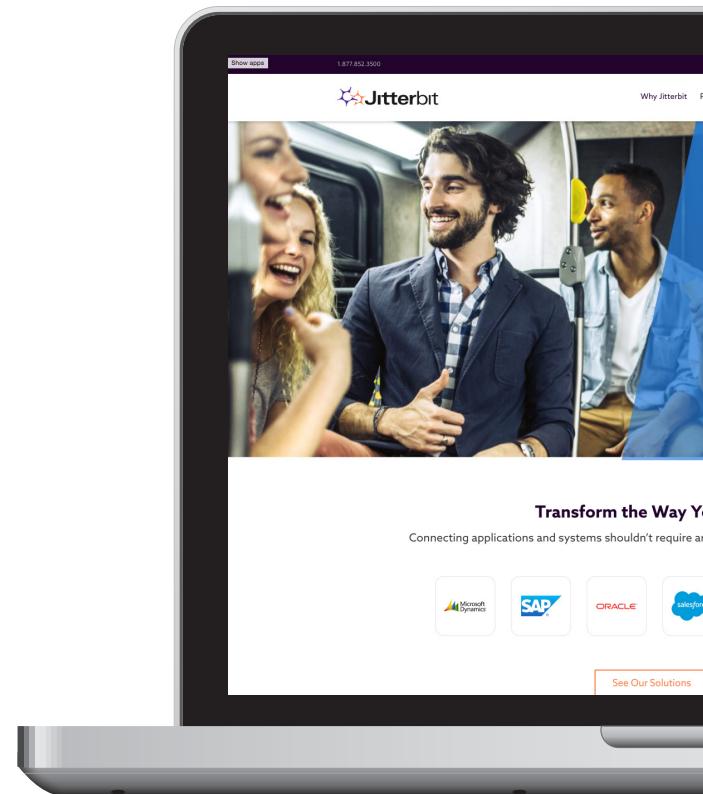 Show apps
1.877.852.3500
Jitterbit
Why Jitterbit
Transform the Way
Connecting applications and systems shouldn't require
Microsoft
Dynamics
SAP
ORACLE
salesforc
See Our Solutions